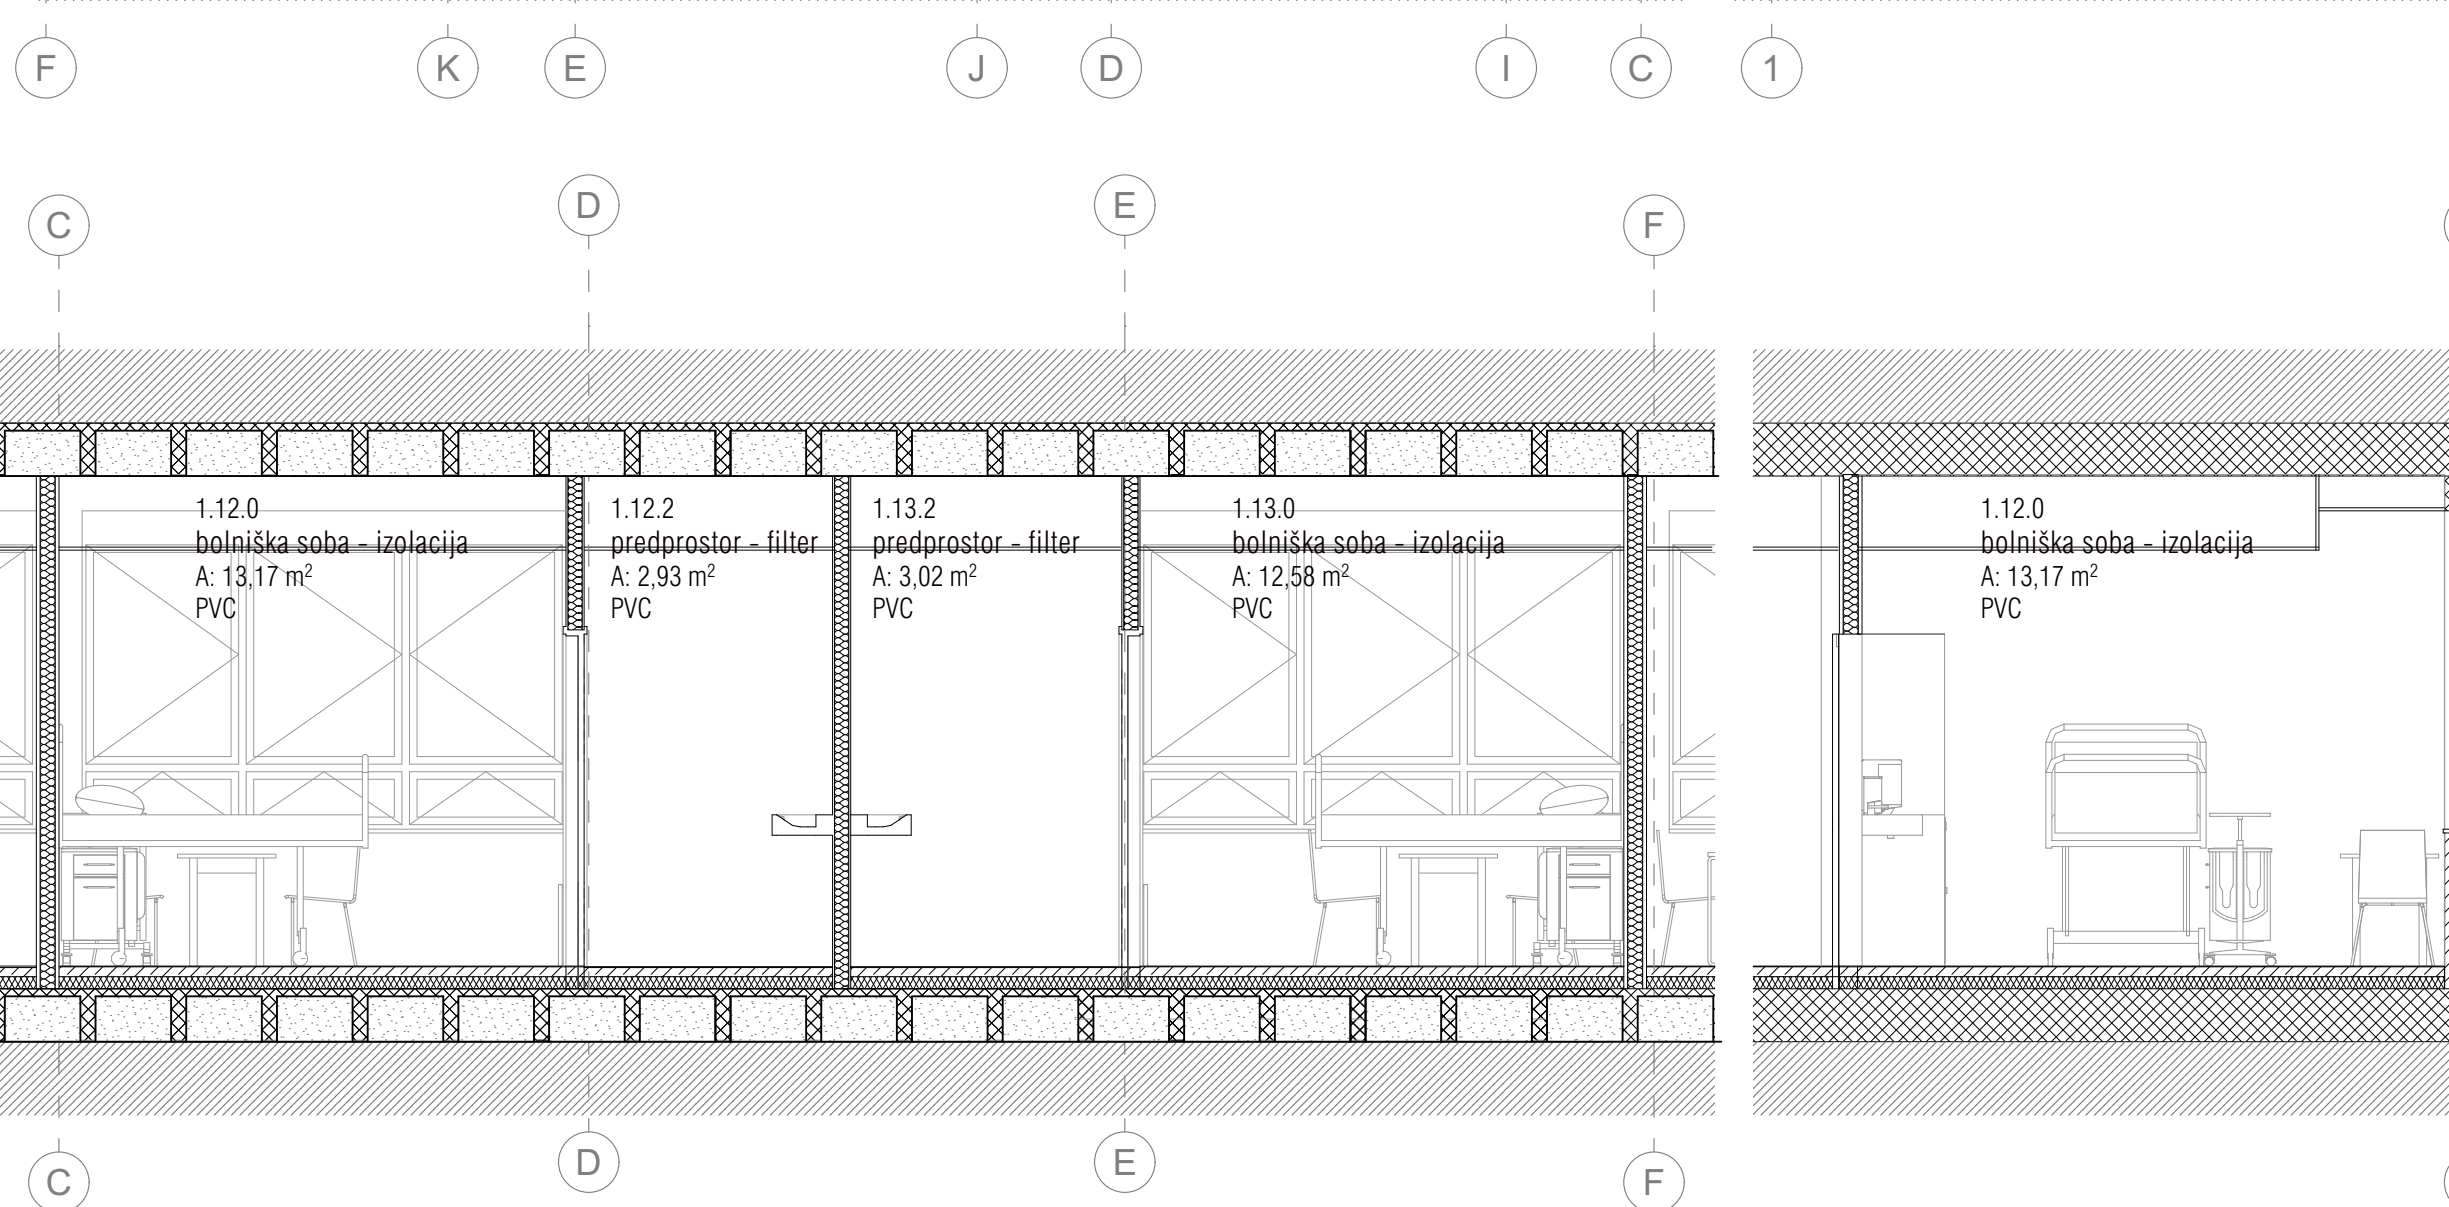 F
K
E
J
D
I
C
1
C
D
E
F
1.12.0
bolniška soba - izolacija
A: 13,17 m²
PVC
1.12.2
predprostor - filter
A: 2,93 m²
PVC
1.13.2
predprostor - filter
A: 3,02 m²
PVC
1.13.0
bolniška soba - izolacija
A: 12,58 m²
PVC
1.12.0
bolniška soba - izolacija
A: 13,17 m²
PVC
C
D
E
F